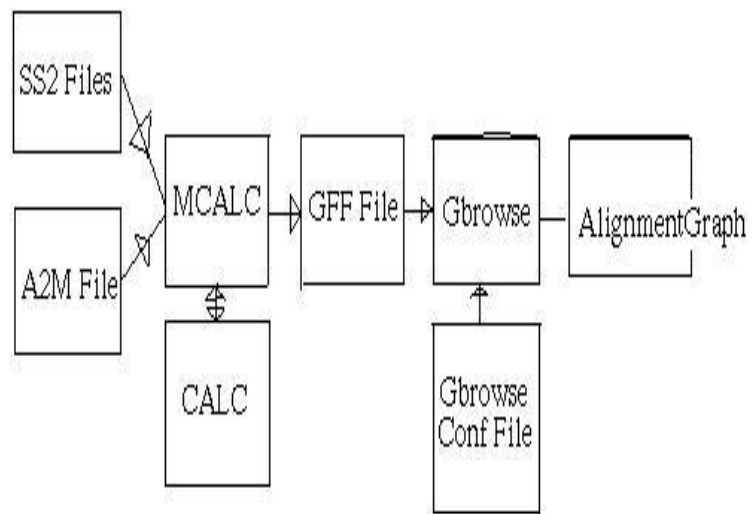 SS2 Files
A2M File
MCALC
CALC
GFF File
Gbrowse
Gbrowse
Conf File
AlignmentGraph